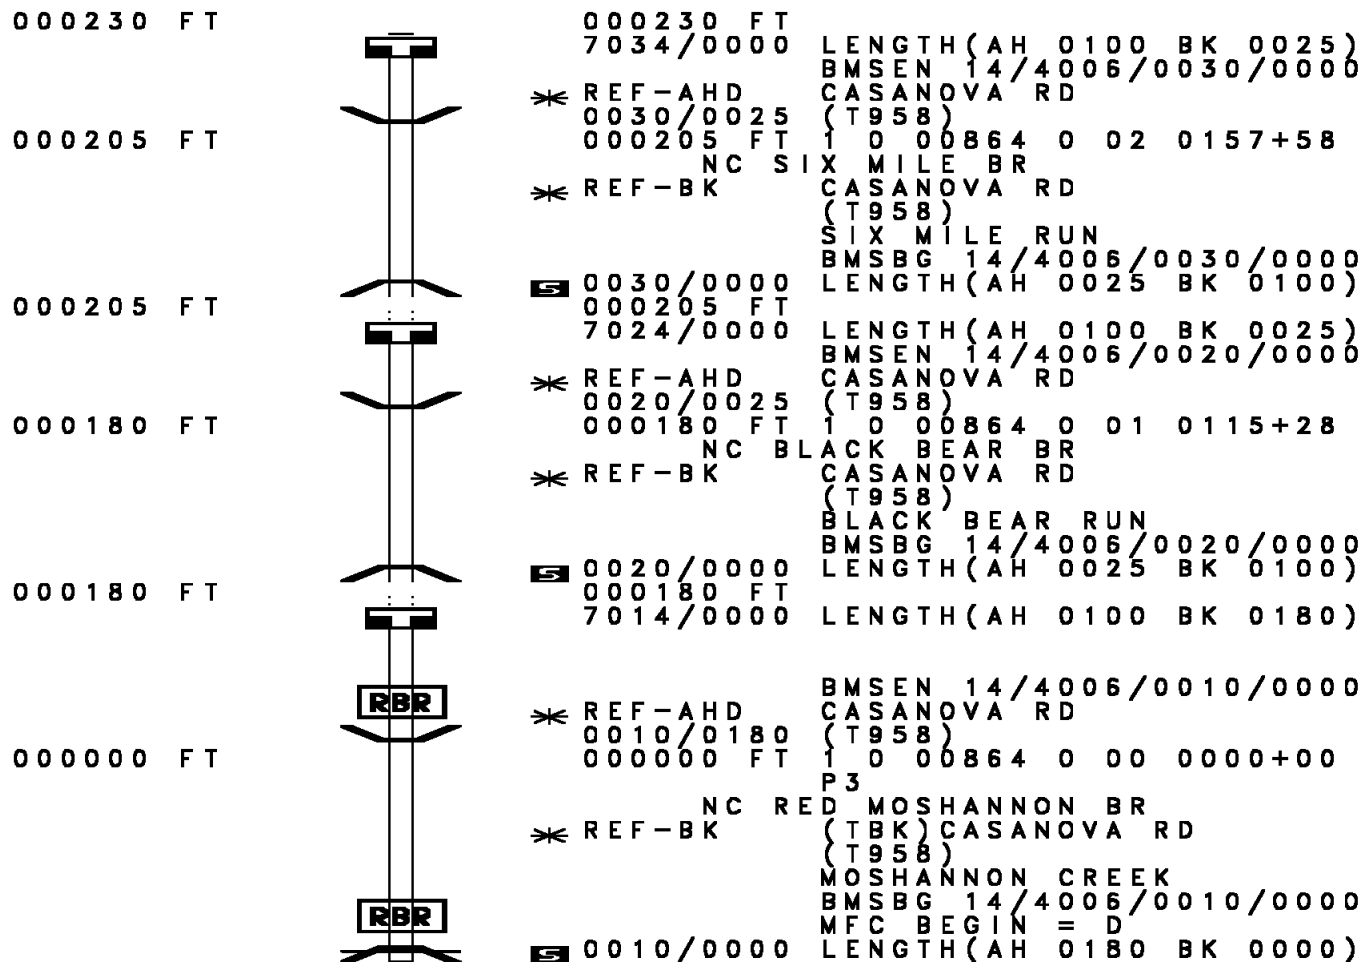 000230 FT 000230 FT
7034/0000 LENGTH(AH 0100 BK 0025)
BMSEN 14/4006/0030/0000
REF-AHD CASANOVA RD
0030/0025 (T958)
000205 FT 000205 FT 1 0 00864 0 02 0157+58
NC SIX MILE BR
REF-BK CASANOVA RD
(T958)
SIX MILE RUN
BMSBG 14/4006/0030/0000
S 0030/0000 LENGTH(AH 0025 BK 0100)
000205 FT 000205 FT
7024/0000 LENGTH(AH 0100 BK 0025)
BMSEN 14/4006/0020/0000
REF-AHD CASANOVA RD
0020/0025 (T958)
000180 FT 000180 FT 1 0 00864 0 01 0115+28
NC BLACK BEAR BR
REF-BK CASANOVA RD
(T958)
BLACK BEAR RUN
BMSBG 14/4006/0020/0000
S 0020/0000 LENGTH(AH 0025 BK 0100)
000180 FT 000180 FT
7014/0000 LENGTH(AH 0100 BK 0180)
BMSEN 14/4006/0010/0000
RBR
REF-AHD CASANOVA RD
0010/0180 (T958)
000000 FT 000000 FT 1 0 00864 0 00 0000+00
P3
NC RED MOSHANNON BR
REF-BK (TBK)CASANOVA RD
(T958)
MOSHANNON CREEK
BMSBG 14/4006/0010/0000
RBR
MFC BEGIN = D
S 0010/0000 LENGTH(AH 0180 BK 0000)